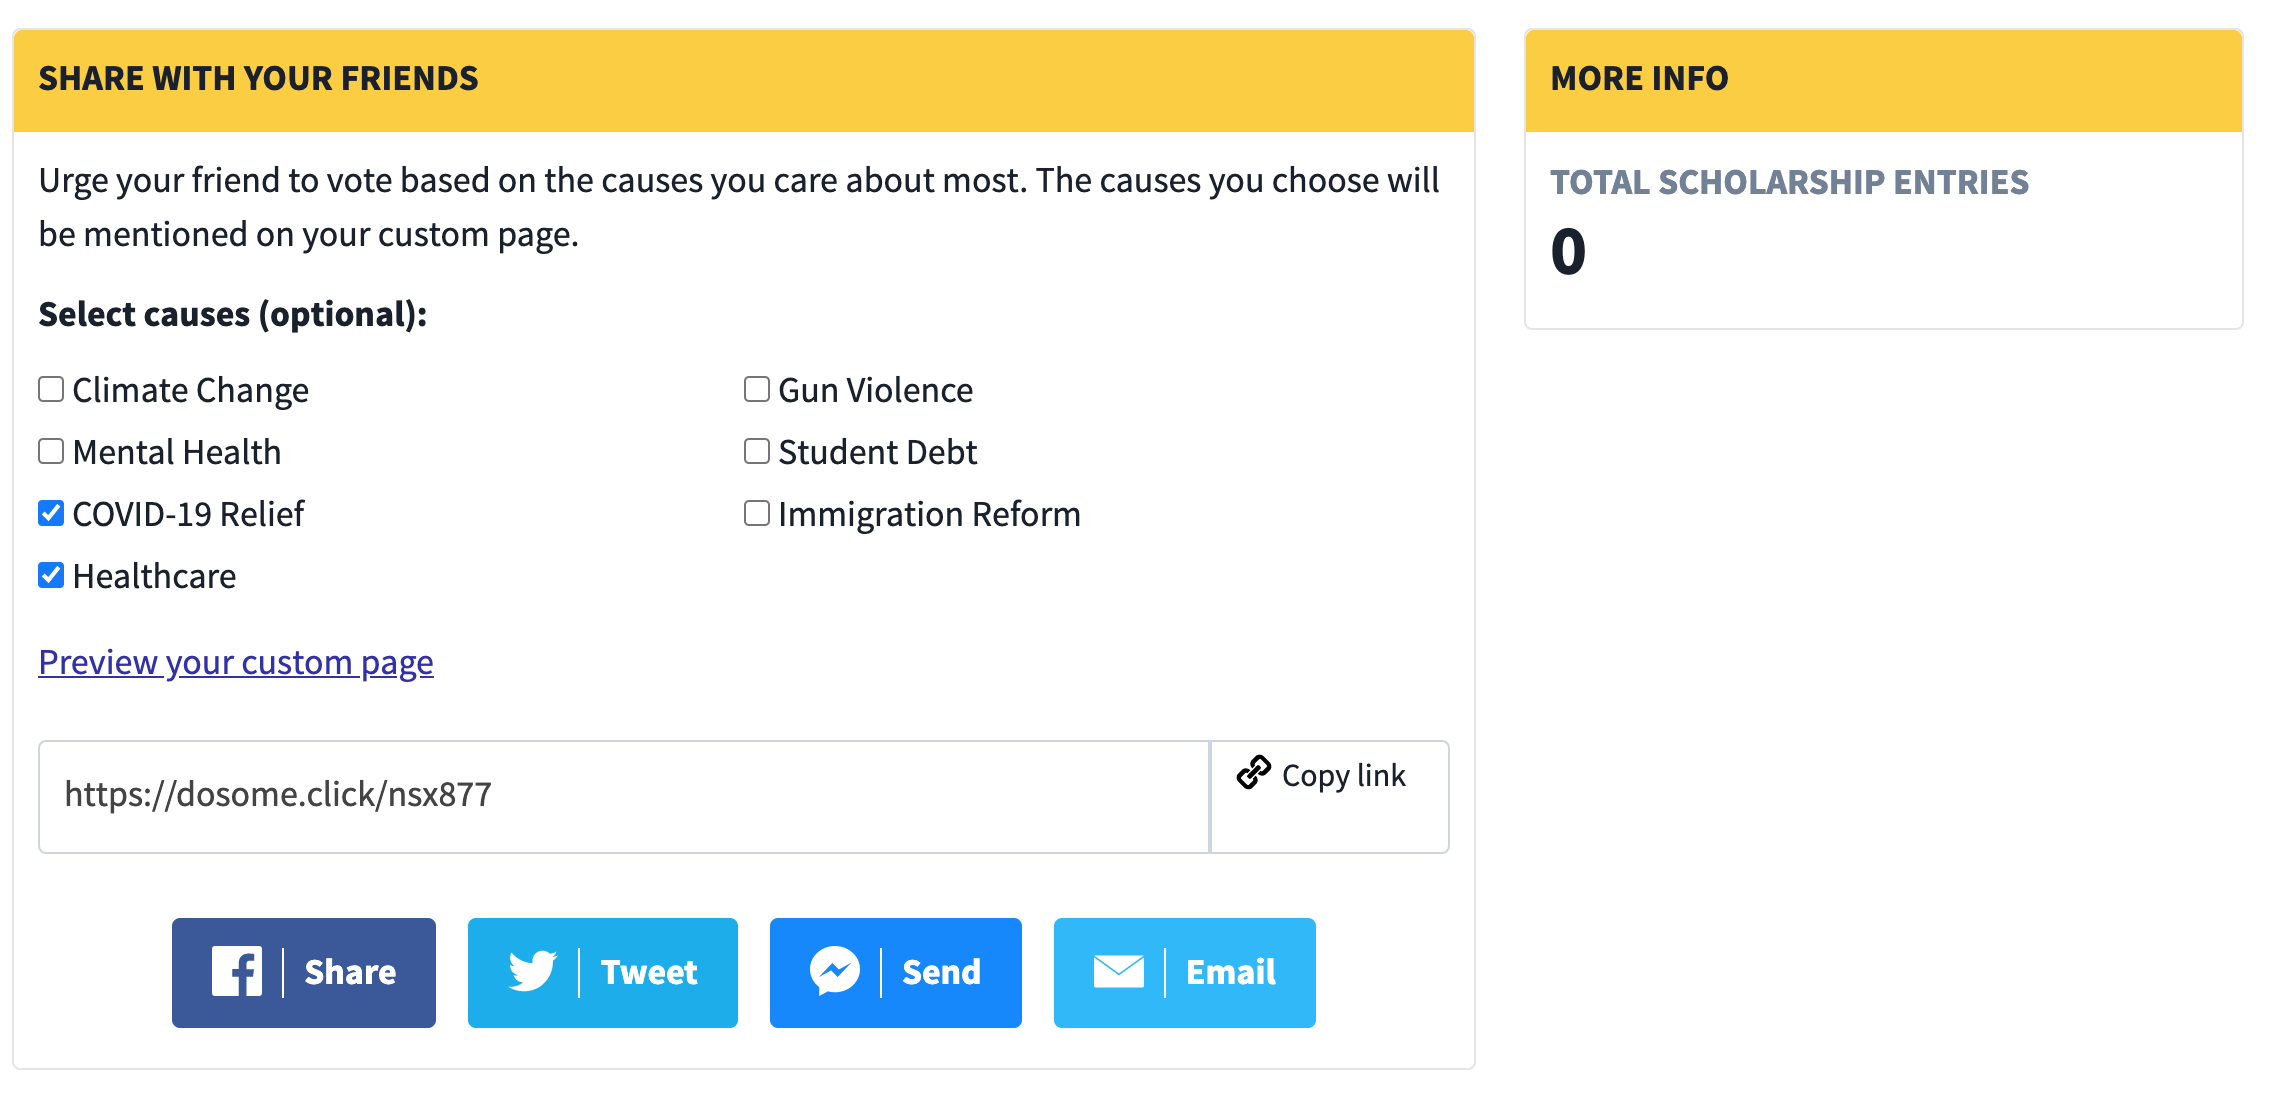 SHARE WITH YOUR FRIENDS
Urge your friend to vote based on the causes you care about most. The causes you choose will
be mentioned on your custom page.
Select causes (optional):
Climate Change
Gun Violence
Mental Health
Student Debt
COVID-19 Relief
Immigration Reform
Healthcare
Preview your custom page
https://dosome.click/nsx877
Copy link
Share
Tweet
Send
Email
MORE INFO
TOTAL SCHOLARSHIP ENTRIES
0